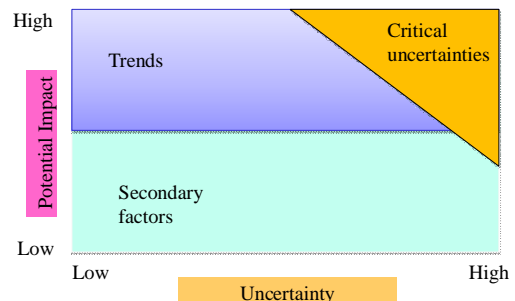 High
Critical
uncertainties
Trends
Potential Impact
Secondary
factors
Low
Low
High
Uncertainty